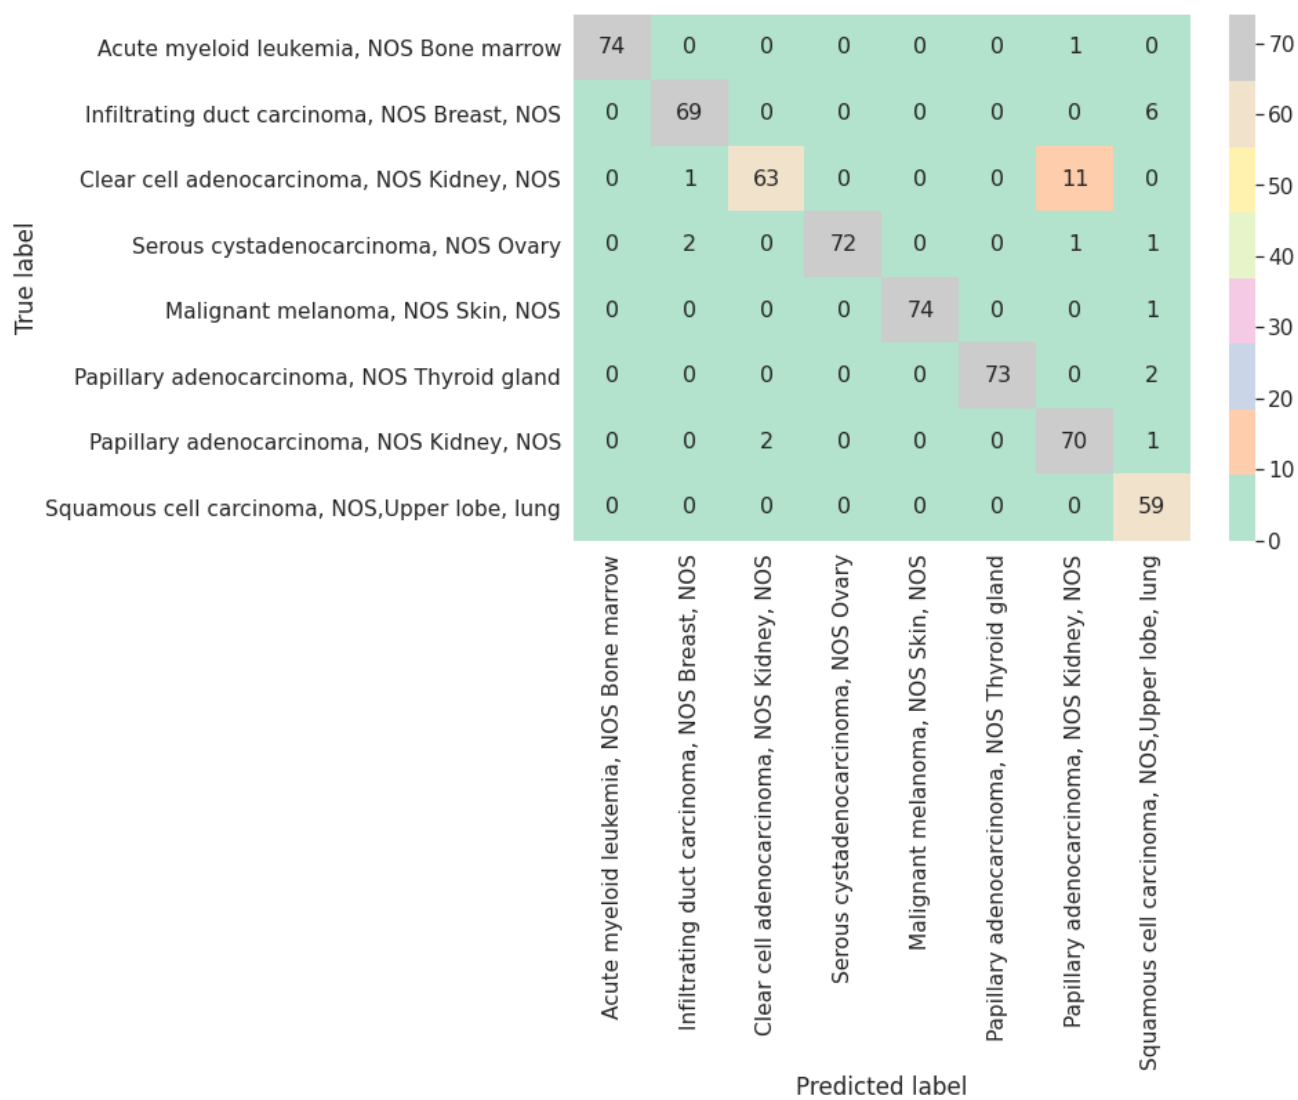 True label
Acute myeloid leukemia, NOS Bone marrow 74 0 0 0 0 0 1 0
Infiltrating duct carcinoma, NOS Breast, NOS 0 69 0 0 0 0 0 6
Clear cell adenocarcinoma, NOS Kidney, NOS 0 1 63 0 0 0 11 0
Serous cystadenocarcinoma, NOS Ovary 0 2 0 72 0 0 1 1
Malignant melanoma, NOS Skin, NOS 0 0 0 0 74 0 0 1
Papillary adenocarcinoma, NOS Thyroid gland 0 0 0 0 0 73 0 2
Papillary adenocarcinoma, NOS Kidney, NOS 0 0 2 0 0 0 70 1
Squamous cell carcinoma, NOS,Upper lobe, lung 0 0 0 0 0 0 0 59
70
60
50
40
30
20
10
0
Acute myeloid leukemia, NOS Bone marrow
Infiltrating duct carcinoma, NOS Breast, NOS
Clear cell adenocarcinoma, NOS Kidney, NOS
Serous cystadenocarcinoma, NOS Ovary
Malignant melanoma, NOS Skin, NOS
Papillary adenocarcinoma, NOS Thyroid gland
Papillary adenocarcinoma, NOS Kidney, NOS
Squamous cell carcinoma, NOS,Upper lobe, lung
Predicted label